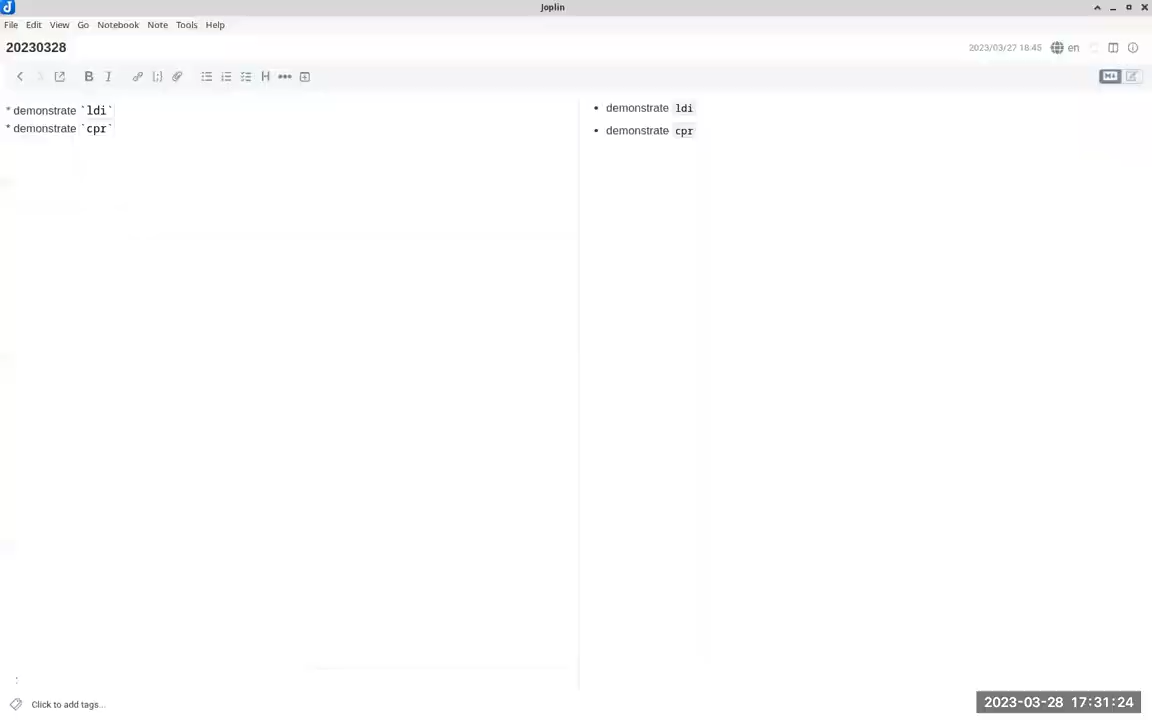 Joplin
File Edit View Go Notebook Note Tools Help
20230328
2023/03/27 18:45 en
* demonstrate `ldi`
* demonstrate `cpr`
• demonstrate ldi
• demonstrate cpr
:
Click to add tags...
2023-03-28 17:31:24